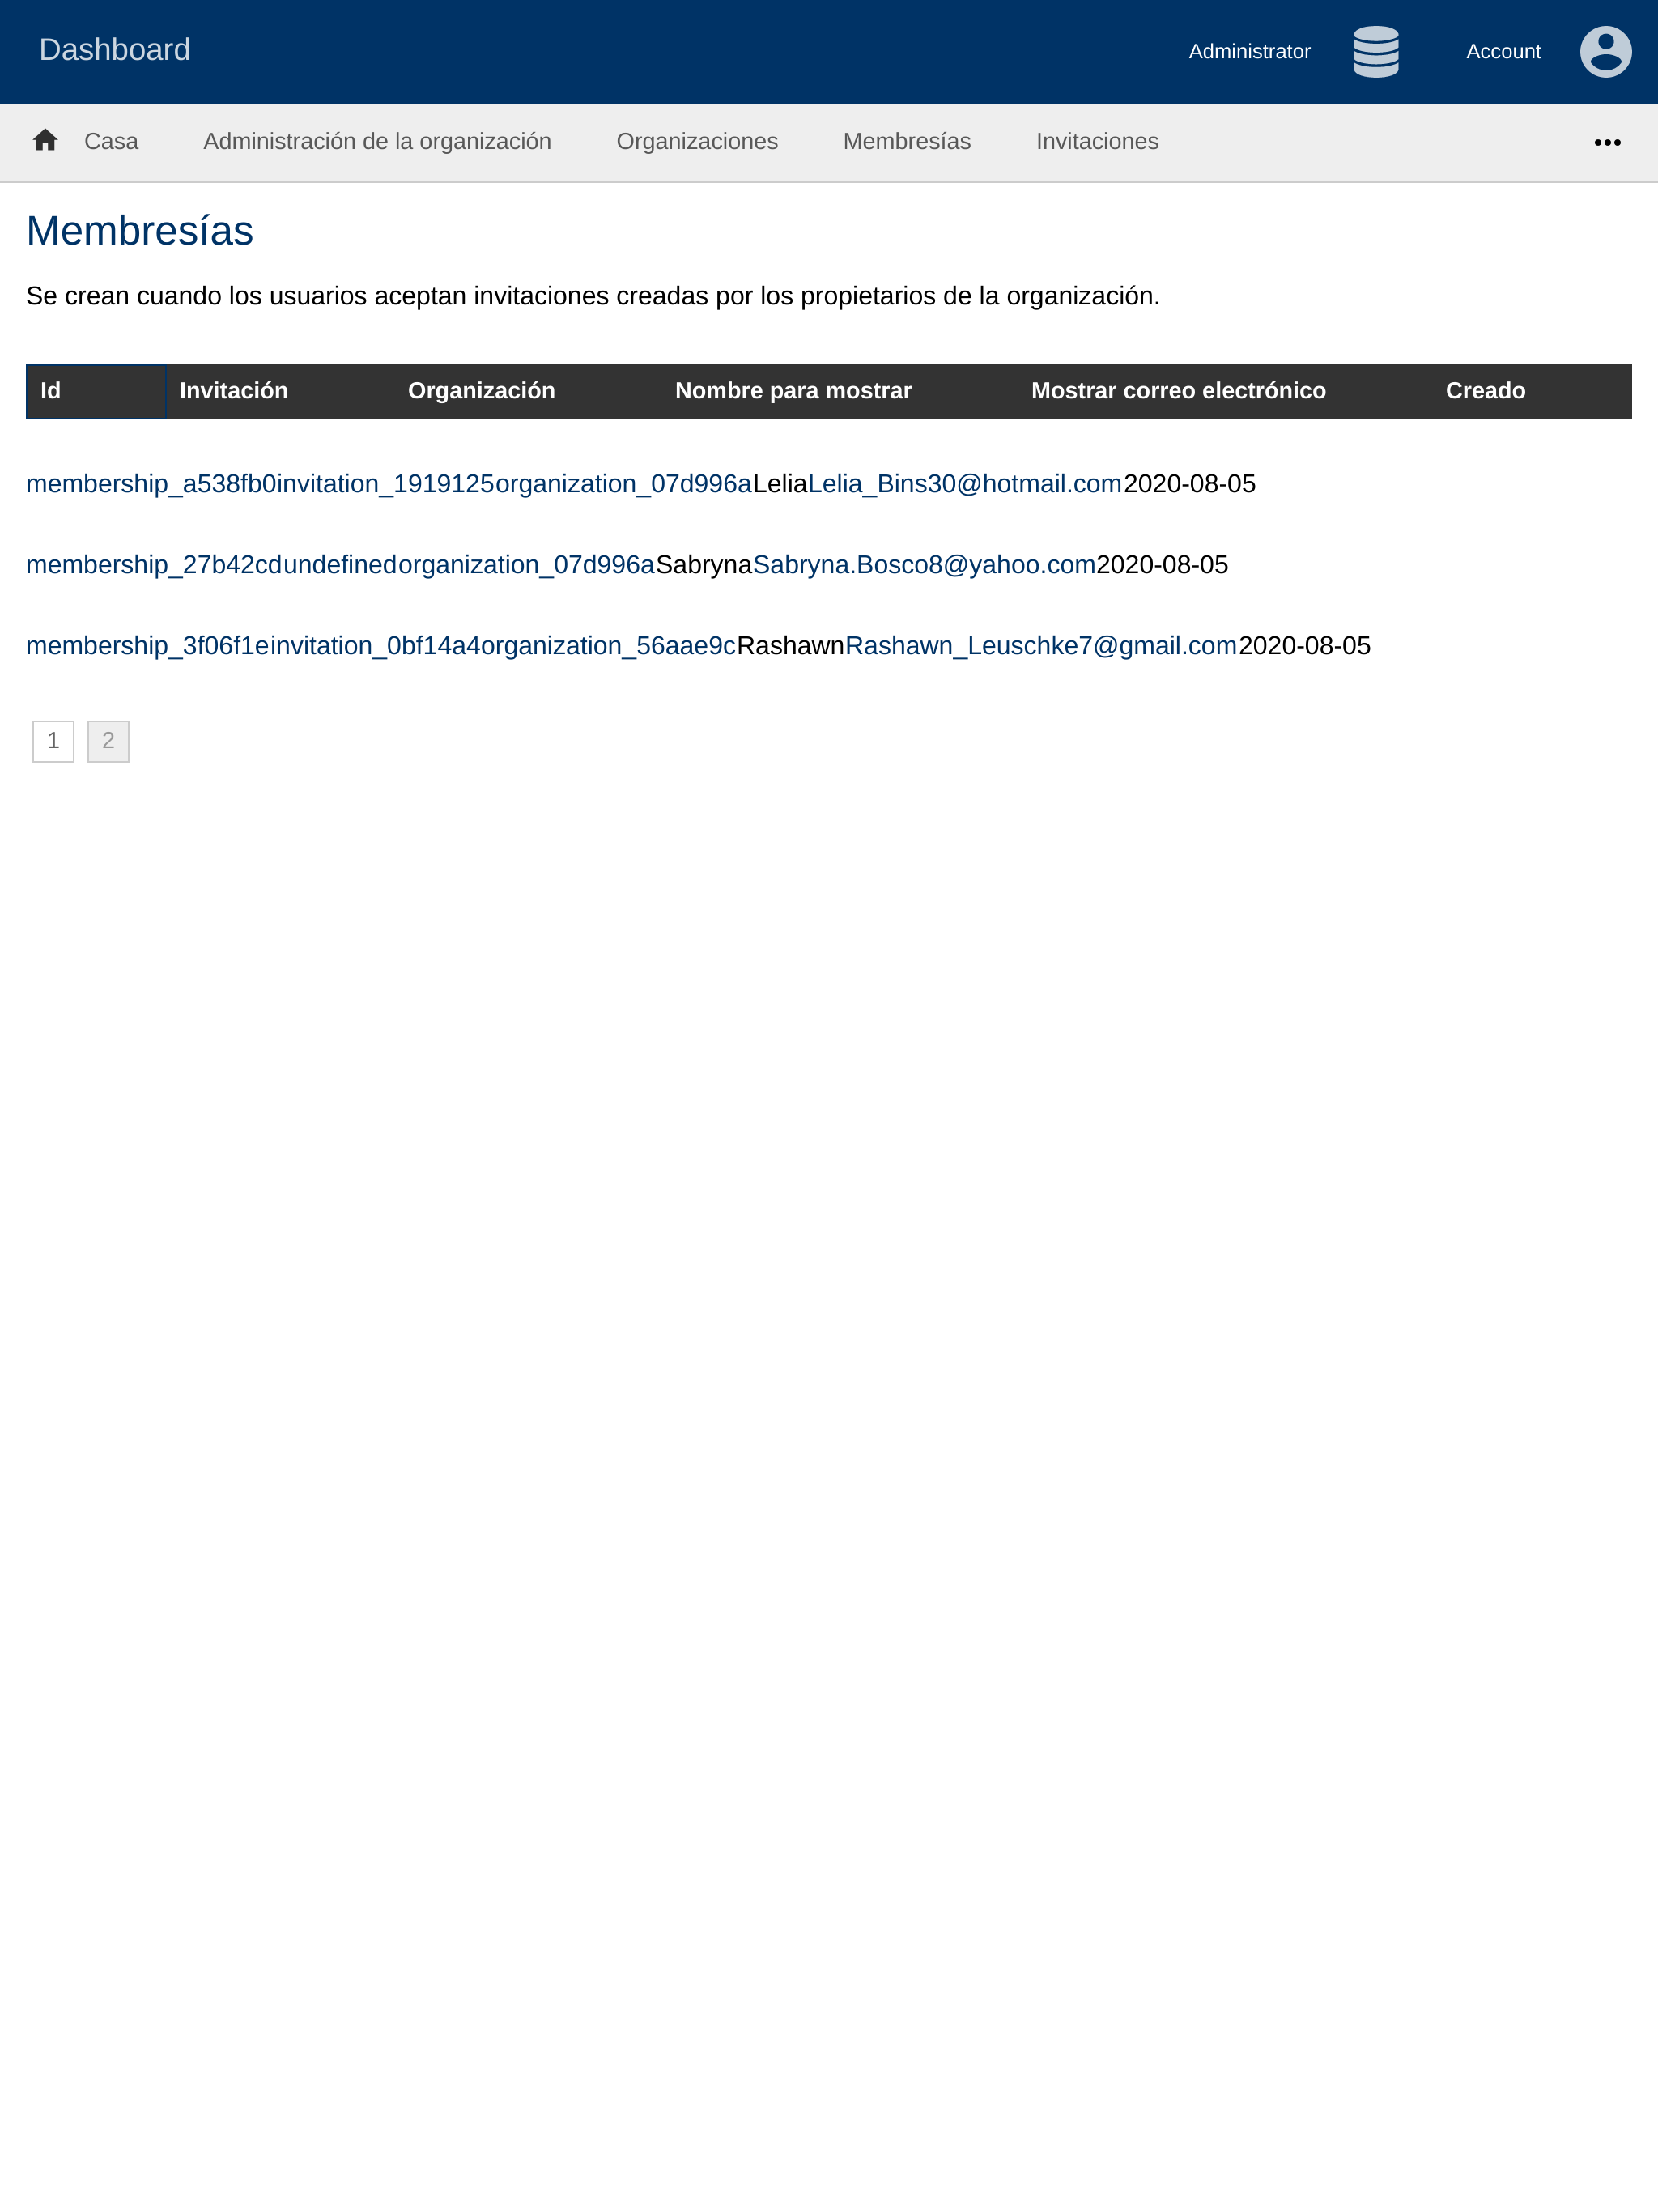 Dashboard Administrator Account
Casa Administración de la organización Organizaciones Membresías Invitaciones •••
Membresías
Se crean cuando los usuarios aceptan invitaciones creadas por los propietarios de la organización.
Id Invitación Organización Nombre para mostrar Mostrar correo electrónico Creado
membership_a538fb0invitation_1919125organization_07d996aLeliaLelia_Bins30@hotmail.com2020-08-05
membership_27b42cdundefinedorganization_07d996aSabrynaSabryna.Bosco8@yahoo.com2020-08-05
membership_3f06f1einvitation_0bf14a4organization_56aae9cRashawnRashawn_Leuschke7@gmail.com2020-08-05
1 2